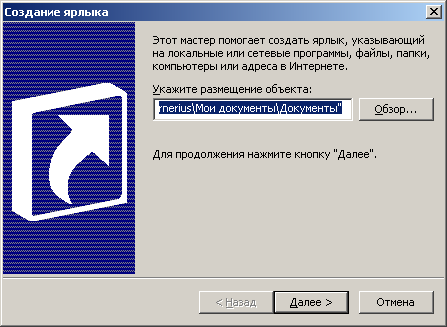 Создание ярлыка
Этот мастер помогает создать ярлык, указывающий
на локальные или сетевые программы, файлы, папки,
компьютеры или адреса в Интернете.
Укажите размещение объекта:
rnerius\Мои документы\Документы"
Обзор...
Для продолжения нажмите кнопку "Далее".
< Назад
Далее >
Отмена